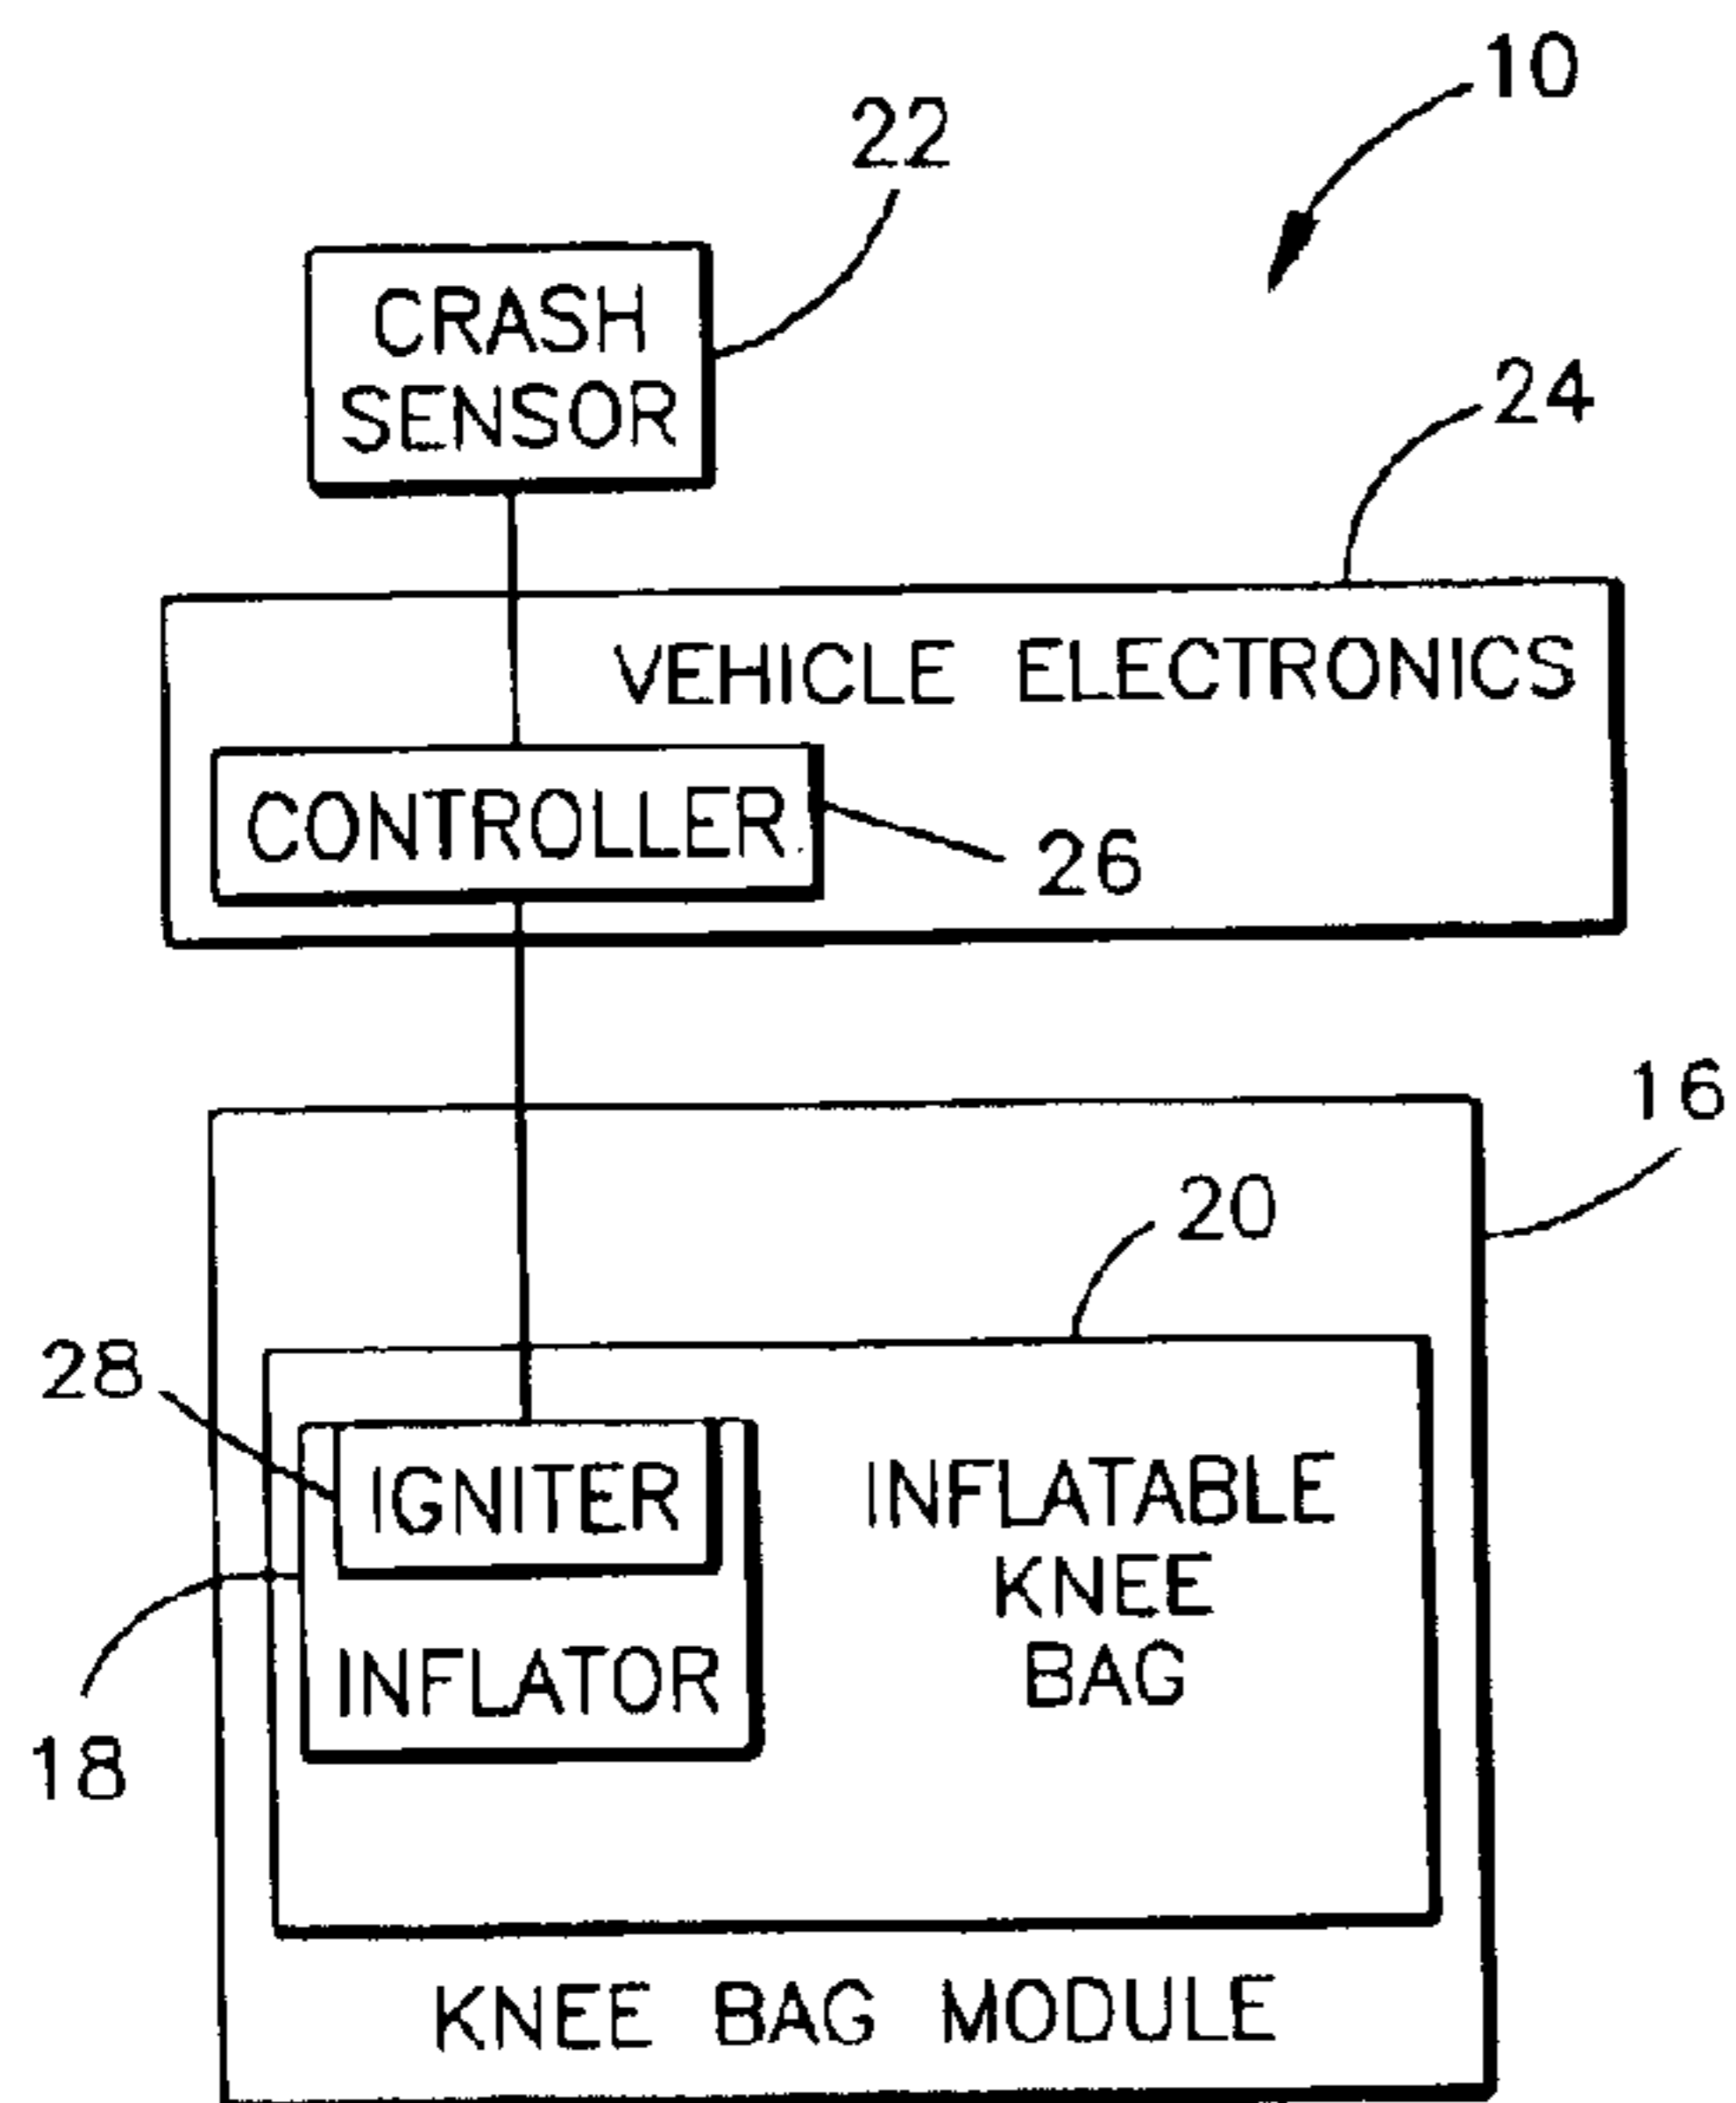 10
22
CRASH
SENSOR
24
VEHICLE ELECTRONICS
CONTROLLER
26
16
20
28
IGNITER
INFLATABLE
KNEE
BAG
INFLATOR
18
KNEE BAG MODULE